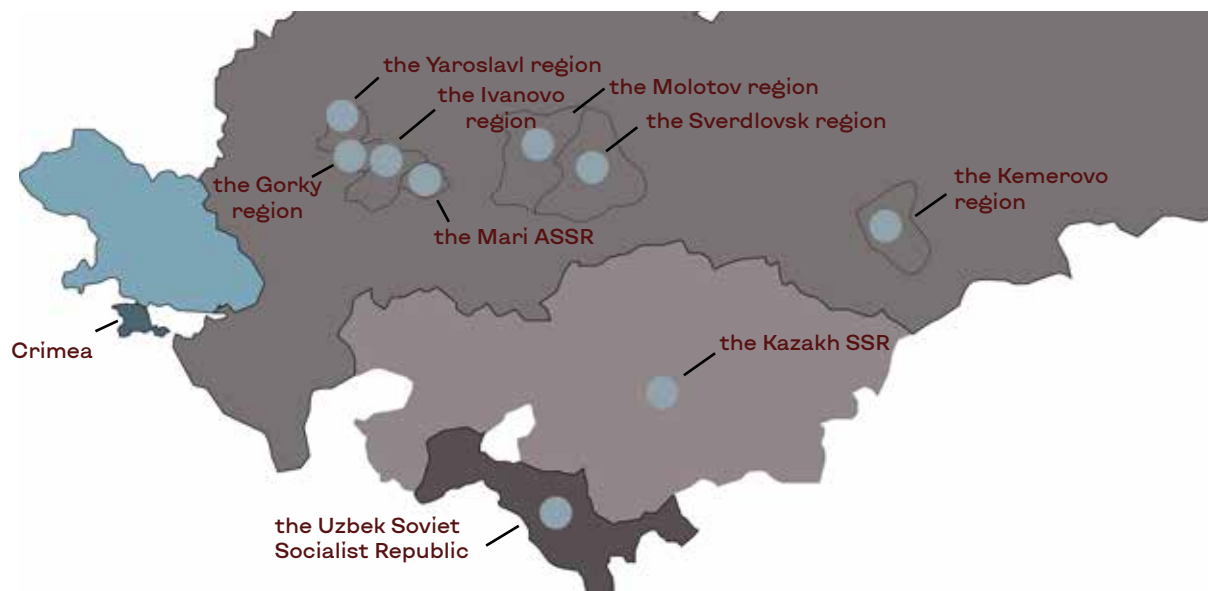 the Yaroslavl region
the Ivanovo
region
the Molotov region
the Sverdlovsk region
the Gorky
region
the Mari ASSR
the Kemerovo
region
Crimea
the Kazakh SSR
the Uzbek Soviet
Socialist Republic